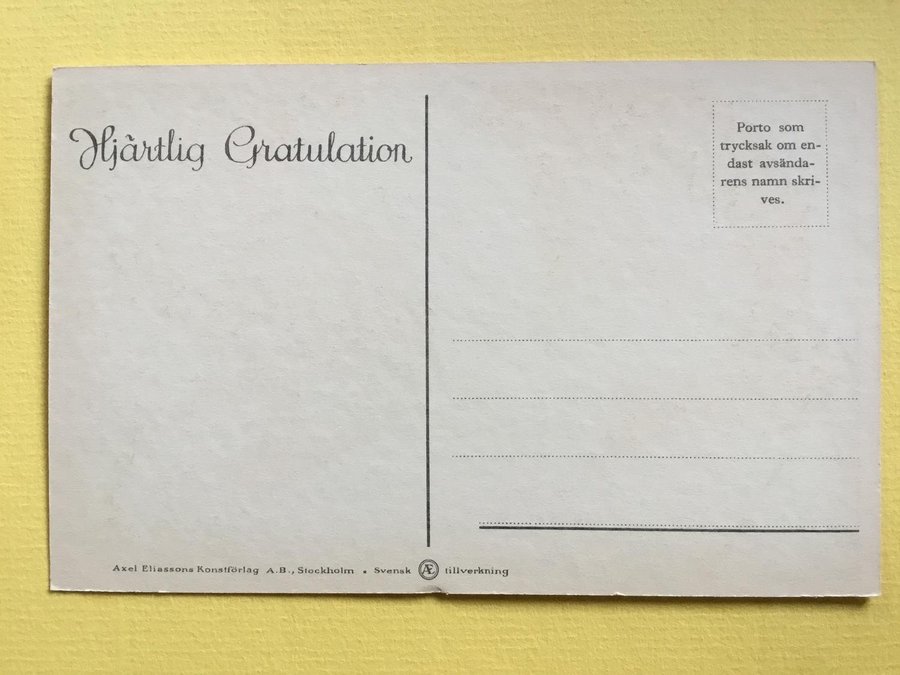 Hjärtlig Gratulation
Porto som
trycksak om en-
dast avsända-
rens namn skri-
ves.
Axel Eliassons Konstförlag A.B., Stockholm . Svensk Æ tillverkning